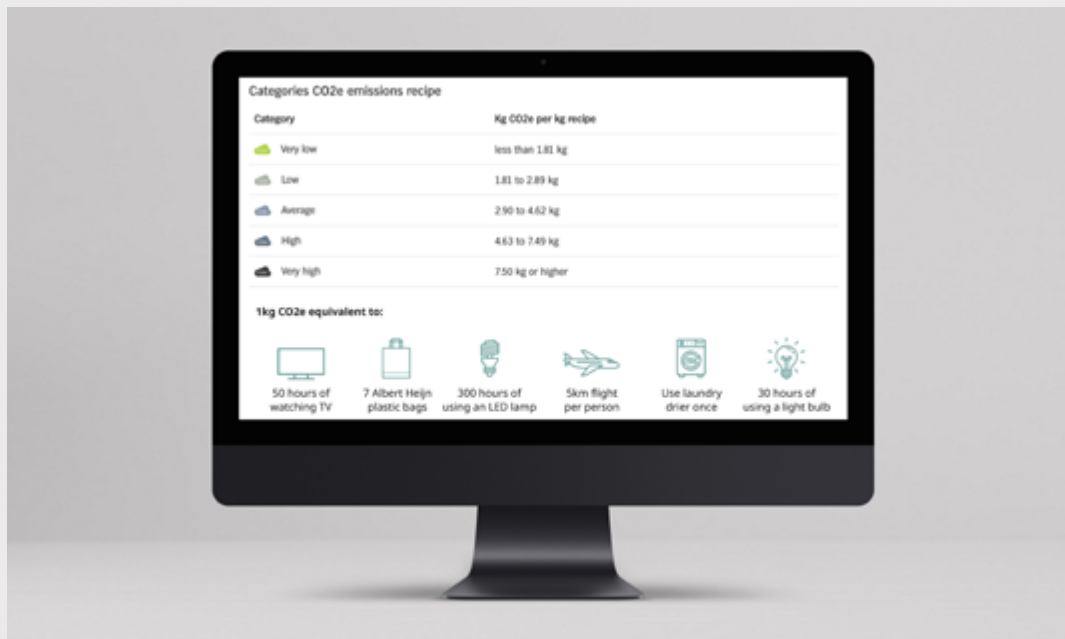 Categories CO2e emissions recipe
Category Kg CO2e per kg recipe
Very low less than 1.81 kg
Low 1.81 to 2.89 kg
Average 2.90 to 4.62 kg
High 4.63 to 7.49 kg
Very high 7.50 kg or higher
1kg CO2e equivalent to:
50 hours of
watching TV
7 Albert Heijn
plastic bags
300 hours of
using an LED lamp
5km flight
per person
Use laundry
drier once
30 hours of
using a light bulb